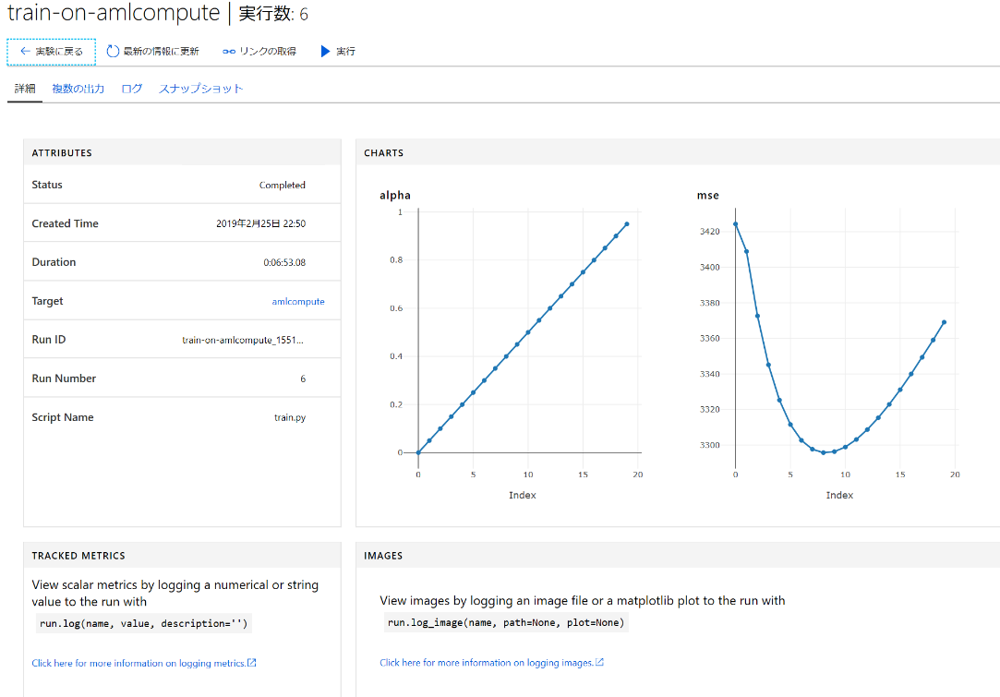 train-on-amlcompute | 実行数: 6
← 実験に戻る 最新の情報に更新 リンクの取得 実行
詳細 複数の出力 ログ スナップショット
ATTRIBUTES
Status Completed
Created Time 2019年2月25日 22:50
Duration 0:06:53.08
Target amlcompute
Run ID train-on-amlcompute_1551...
Run Number 6
Script Name train.py
CHARTS
alpha
1
0.8
0.6
0.4
0.2
0
0 5 10 15 20
Index
mse
3420
3400
3380
3360
3340
3320
3300
0 5 10 15 20
Index
TRACKED METRICS
View scalar metrics by logging a numerical or string
value to the run with
run.log(name, value, description='')
Click here for more information on logging metrics.
IMAGES
View images by logging an image file or a matplotlib plot to the run with
run.log_image(name, path=None, plot=None)
Click here for more information on logging images.